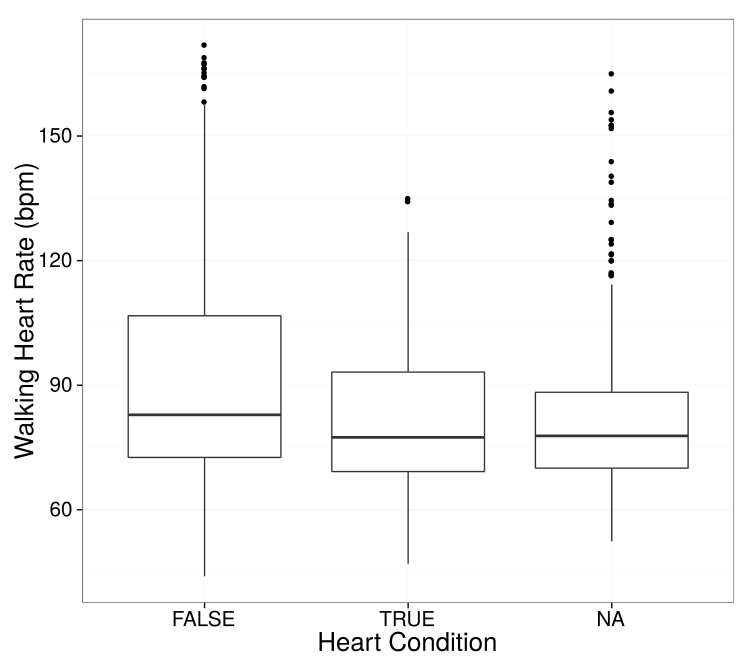 Walking Heart Rate (bpm)
150
120
90
60
FALSE TRUE NA
Heart Condition